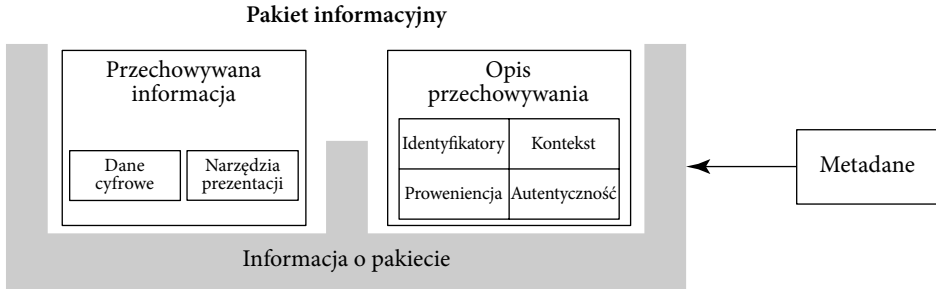 Pakiet informacyjny
Przechowywana
informacja
Dane
cyfrowe
Narzędzia
prezentacji
Opis
przechowywania
Identyfikatory
Kontekst
Proweniencja
Autentyczność
Metadane
Informacja o pakiecie